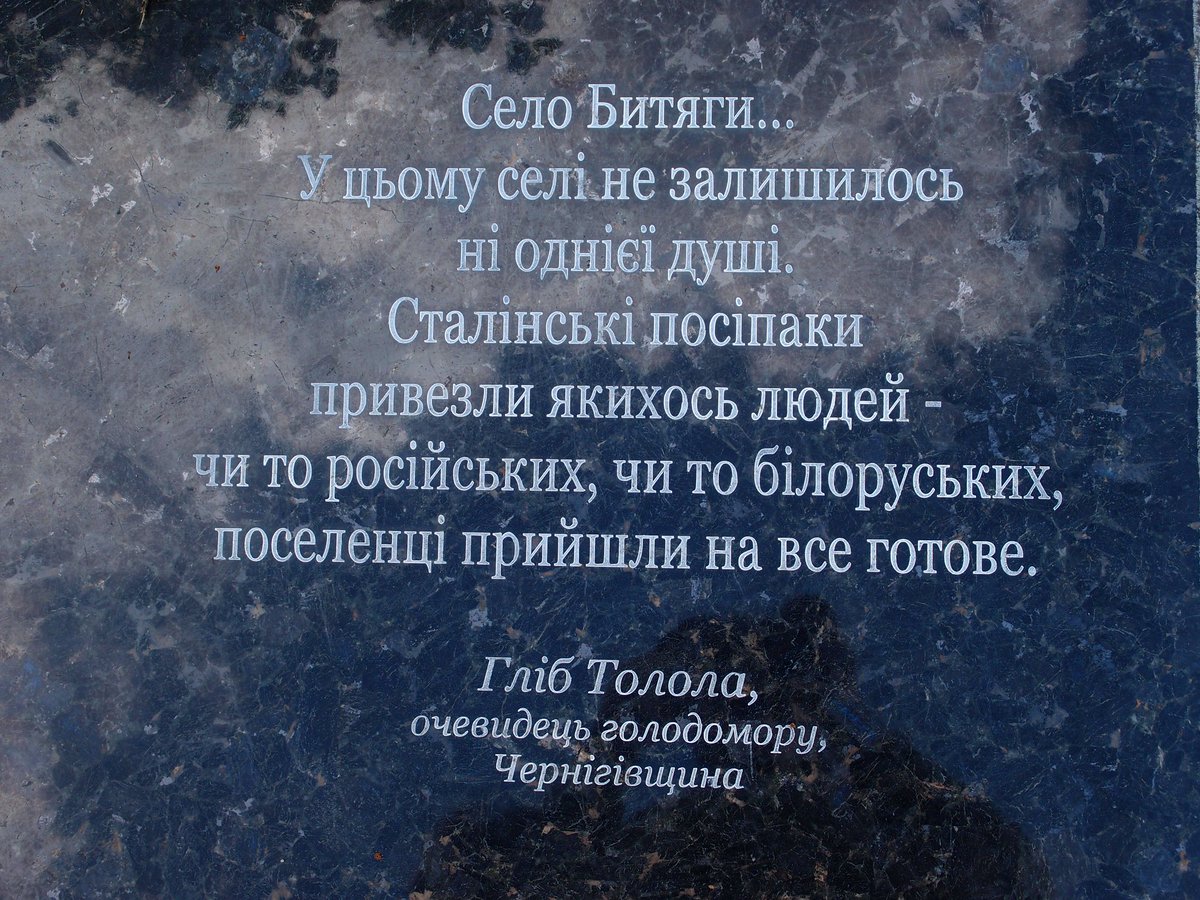 Село Битяги...
У цьому селі не залишилось
ні однієї душі.
Сталінські посіпаки
привезли якихось людей -
чи то російських, чи то білоруських,
поселенці прийшли на все готове.
Гліб Толола,
очевидець голодомору,
Чернігівщина